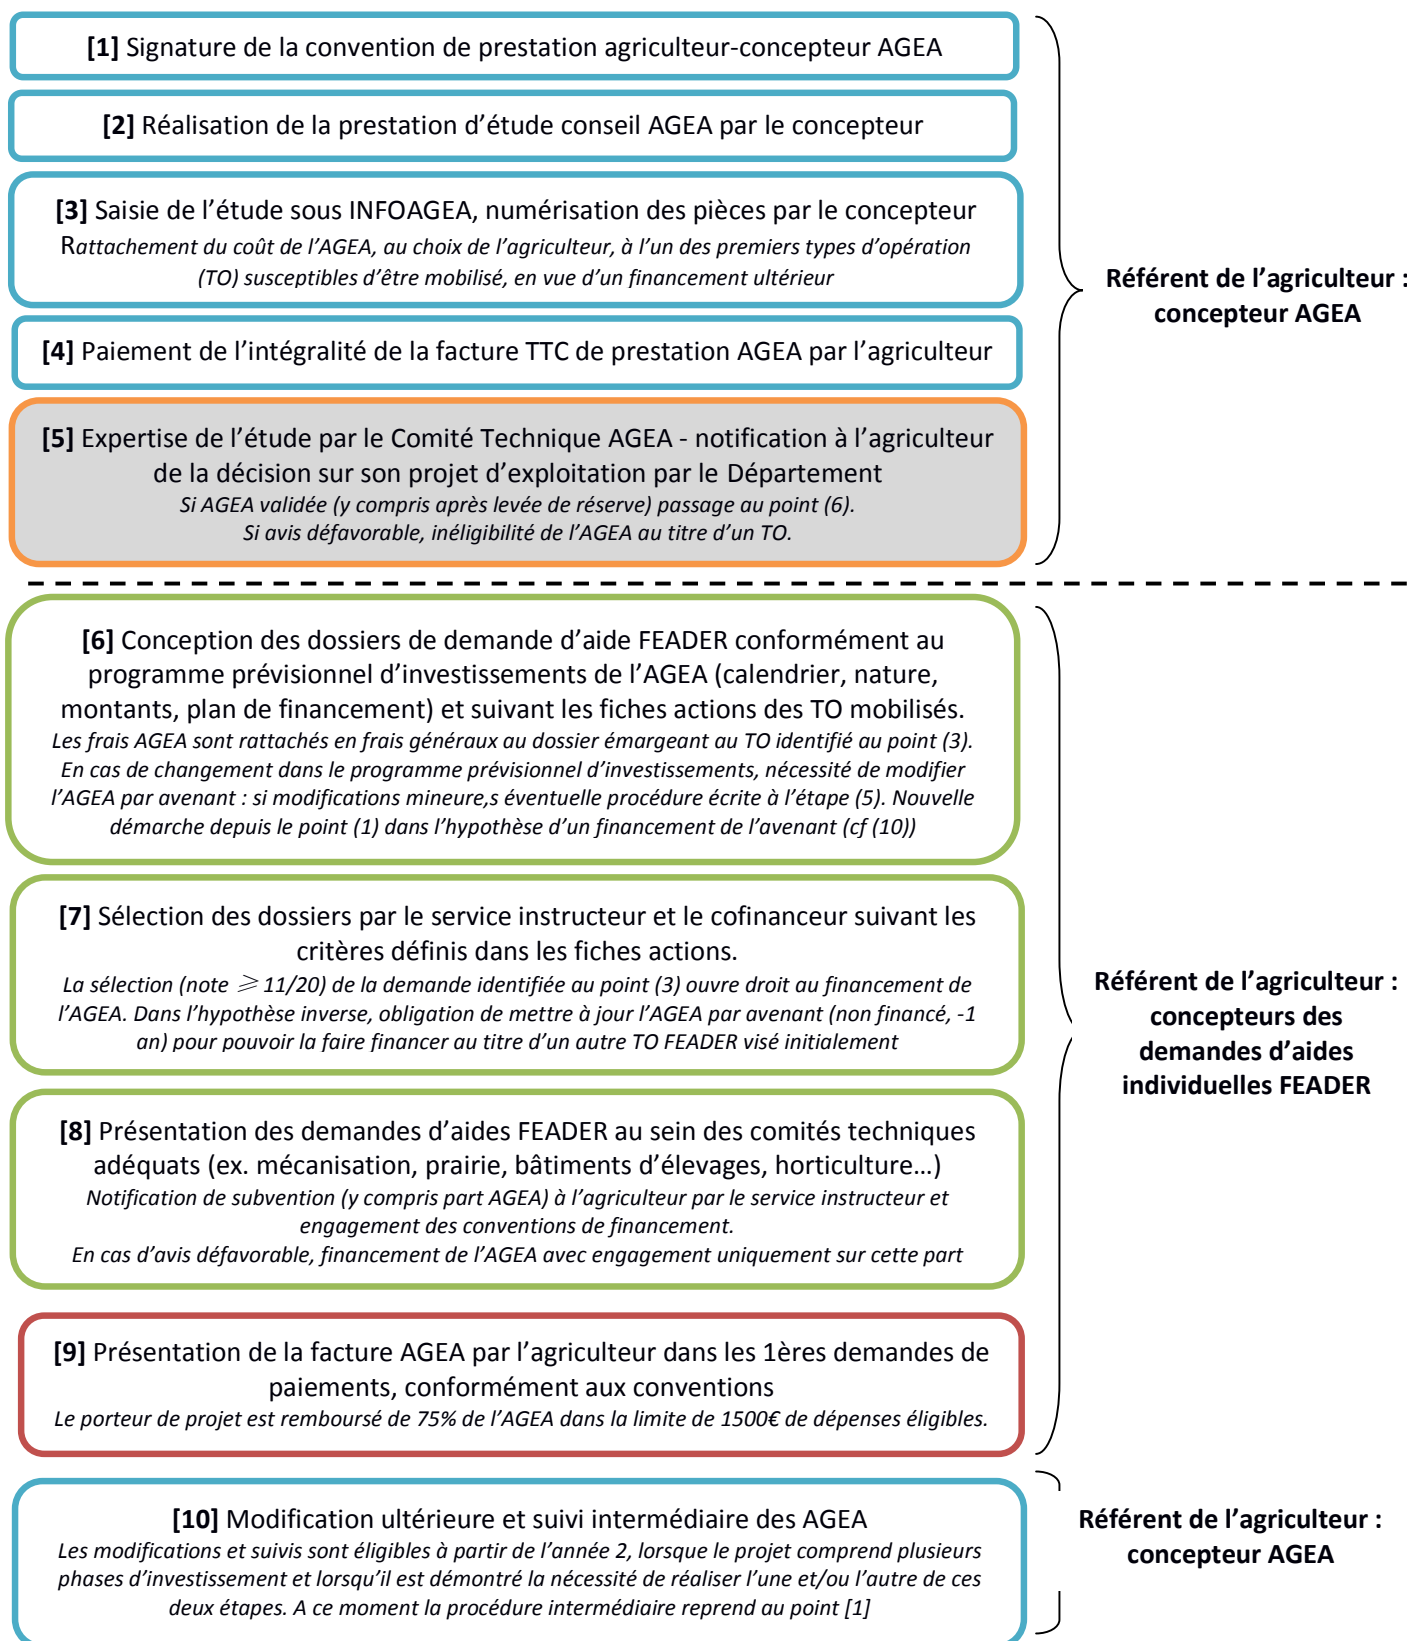 [1] Signature de la convention de prestation agriculteur-concepteur AGEA
[2] Réalisation de la prestation d’étude conseil AGEA par le concepteur
[3] Saisie de l’étude sous INFOAGEA, numérisation des pièces par le concepteur
Rattachement du coût de l’AGEA, au choix de l’agriculteur, à l’un des premiers types d’opération
(TO) susceptibles d’être mobilisé, en vue d’un financement ultérieur
[4] Paiement de l’intégralité de la facture TTC de prestation AGEA par l’agriculteur
[5] Expertise de l’étude par le Comité Technique AGEA - notification à l’agriculteur
de la décision sur son projet d’exploitation par le Département
Si AGEA validée (y compris après levée de réserve) passage au point (6).
Si avis défavorable, inéligibilité de l’AGEA au titre d’un TO.
Référent de l’agriculteur :
concepteur AGEA
[6] Conception des dossiers de demande d’aide FEADER conformément au
programme prévisionnel d’investissements de l’AGEA (calendrier, nature,
montants, plan de financement) et suivant les fiches actions des TO mobilisés.
Les frais AGEA sont rattachés en frais généraux au dossier émargeant au TO identifié au point (3).
En cas de changement dans le programme prévisionnel d’investissements, nécessité de modifier
l’AGEA par avenant : si modifications mineure,s éventuelle procédure écrite à l’étape (5). Nouvelle
démarche depuis le point (1) dans l’hypothèse d’un financement de l’avenant (cf (10))
[7] Sélection des dossiers par le service instructeur et le cofinanceur suivant les
critères définis dans les fiches actions.
La sélection (note ⩾ 11/20) de la demande identifiée au point (3) ouvre droit au financement de
l’AGEA. Dans l’hypothèse inverse, obligation de mettre à jour l’AGEA par avenant (non financé, -1
an) pour pouvoir la faire financer au titre d’un autre TO FEADER visé initialement
[8] Présentation des demandes d’aides FEADER au sein des comités techniques
adéquats (ex. mécanisation, prairie, bâtiments d’élevages, horticulture…)
Notification de subvention (y compris part AGEA) à l’agriculteur par le service instructeur et
engagement des conventions de financement.
En cas d’avis défavorable, financement de l’AGEA avec engagement uniquement sur cette part
[9] Présentation de la facture AGEA par l’agriculteur dans les 1ères demandes de
paiements, conformément aux conventions
Le porteur de projet est remboursé de 75% de l’AGEA dans la limite de 1500€ de dépenses éligibles.
Référent de l’agriculteur :
concepteurs des
demandes d’aides
individuelles FEADER
[10] Modification ultérieure et suivi intermédiaire des AGEA
Les modifications et suivis sont éligibles à partir de l’année 2, lorsque le projet comprend plusieurs
phases d’investissement et lorsqu’il est démontré la nécessité de réaliser l’une et/ou l’autre de ces
deux étapes. A ce moment la procédure intermédiaire reprend au point [1]
Référent de l’agriculteur :
concepteur AGEA